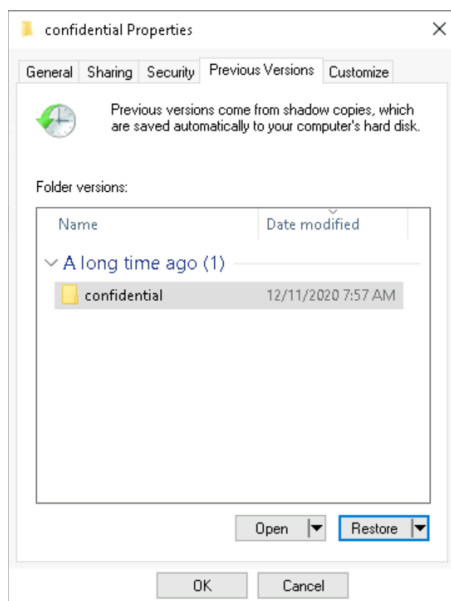 confidential Properties
General Sharing Security Previous Versions Customize
Previous versions come from shadow copies, which
are saved automatically to your computer's hard disk.
Folder versions:
Name Date modified
A long time ago (1)
confidential 12/11/2020 7:57 AM
Open Restore
OK Cancel